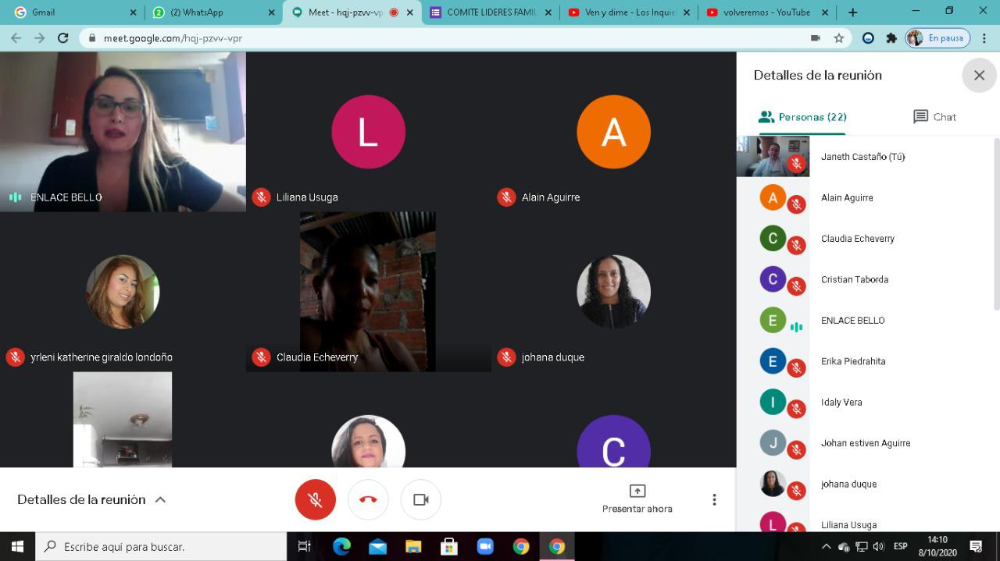 Gmail
(2) WhatsApp
Meet - hqj-pzvv-vp
COMITE LIDERES FAMIL
Ven y dime - Los Inquie
volveremos - YouTube
meet.google.com/hqj-pzvv-vpr
En pausa
L
A
ENLACE BELLO
Liliana Usuga
Alain Aguirre
yrleni katherine giraldo londoño
Claudia Echeverry
johana duque
C
Detalles de la reunión
Presentar ahora
Detalles de la reunión
Personas (22)
Chat
Janeth Castaño (Tú)
A
Alain Aguirre
C
Claudia Echeverry
C
Cristian Taborda
E
ENLACE BELLO
E
Erika Piedrahita
I
Idaly Vera
J
Johan estiven Aguirre
johana duque
L
Liliana Usuga
Escribe aquí para buscar.
ESP
14:10
8/10/2020